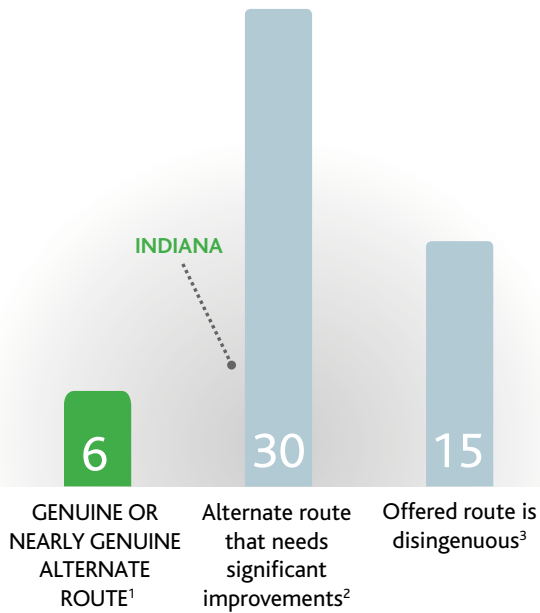 INDIANA
6
30
15
GENUINE OR
NEARLY GENUINE
ALTERNATE
ROUTE¹
Alternate route
that needs
significant
improvements²
Offered route is
disingenuous³